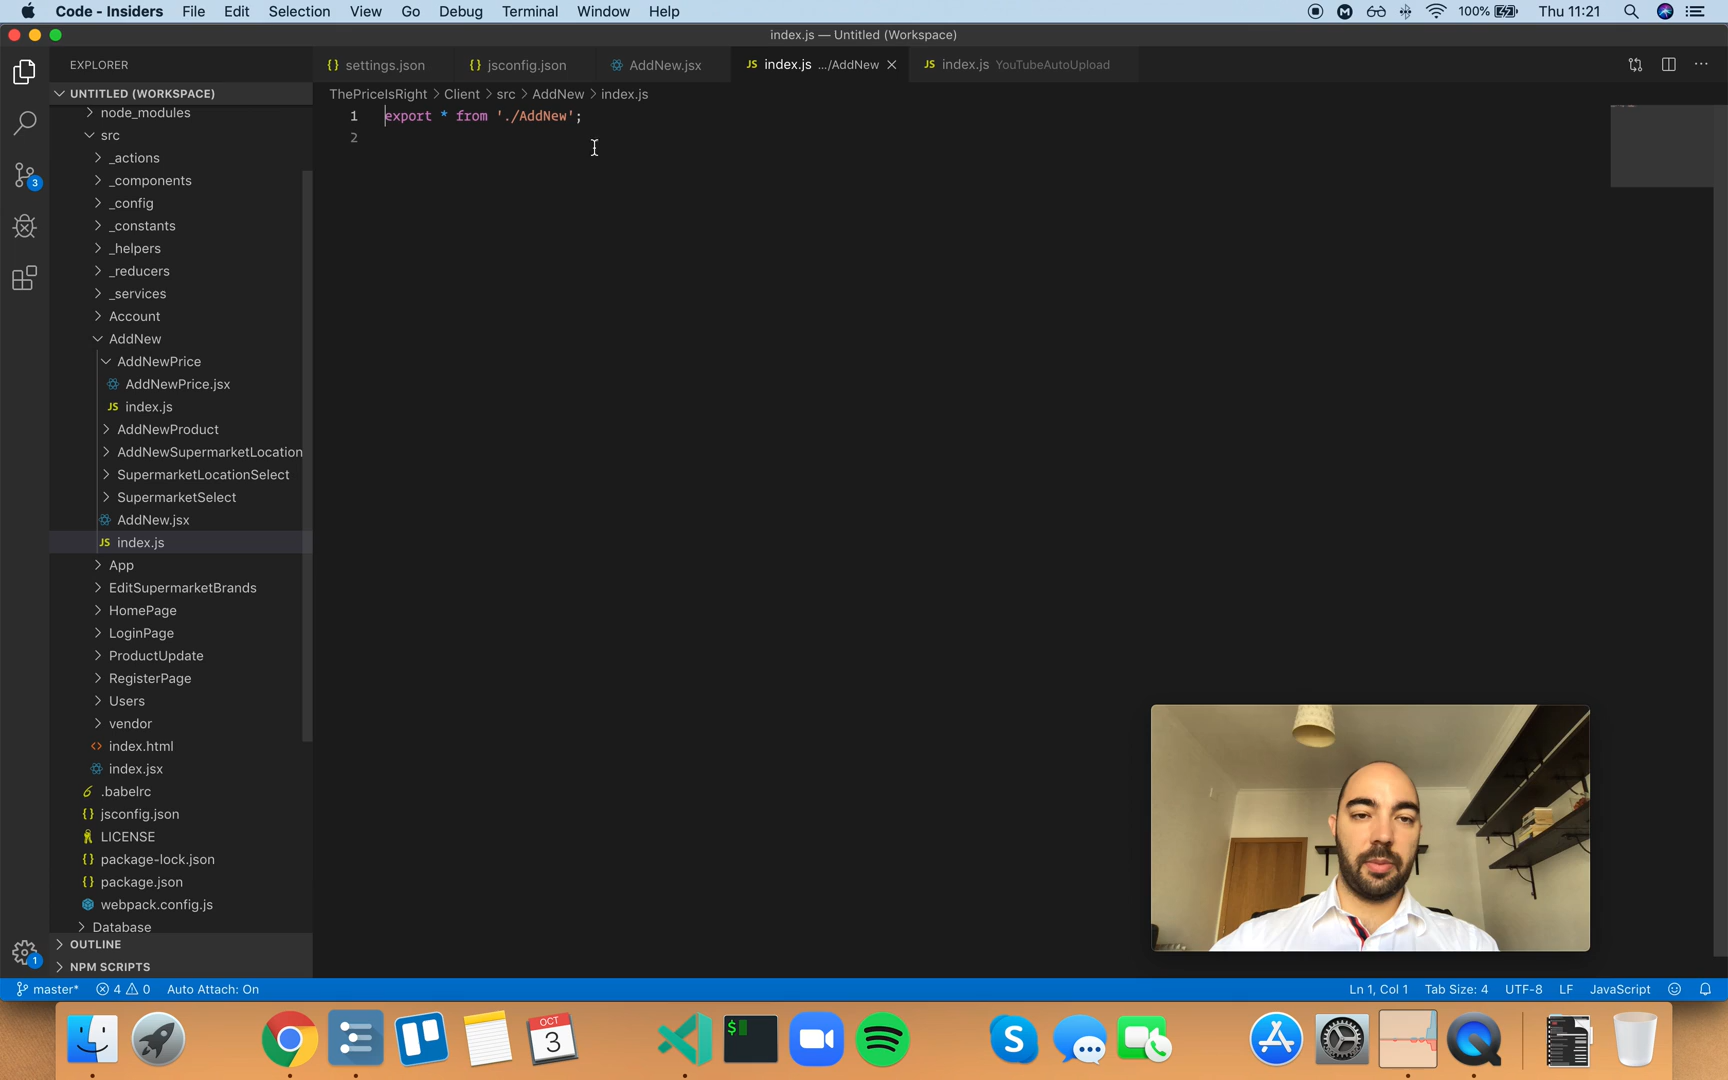 Code - Insiders File Edit Selection View Go Debug Terminal Window Help 100% Thu 11:21
index.js — Untitled (Workspace)
EXPLORER
settings.json jsconfig.json AddNew.jsx index.js .../AddNew index.js YouTubeAutoUpload
UNTITLED (WORKSPACE)
ThePriceIsRight > Client > src > AddNew > index.js
1 export * from './AddNew';
2
node_modules
src
_actions
_components
3
_config
_constants
_helpers
_reducers
_services
Account
AddNew
AddNewPrice
AddNewPrice.jsx
JS index.js
AddNewProduct
AddNewSupermarketLocation
SupermarketLocationSelect
SupermarketSelect
AddNew.jsx
JS index.js
App
EditSupermarketBrands
HomePage
LoginPage
ProductUpdate
RegisterPage
Users
vendor
index.html
index.jsx
.babelrc
jsconfig.json
LICENSE
package-lock.json
package.json
webpack.config.js
Database
OUTLINE
1
NPM SCRIPTS
master* 4 0 Auto Attach: On Ln 1, Col 1 Tab Size: 4 UTF-8 LF JavaScript
OCT
3
$